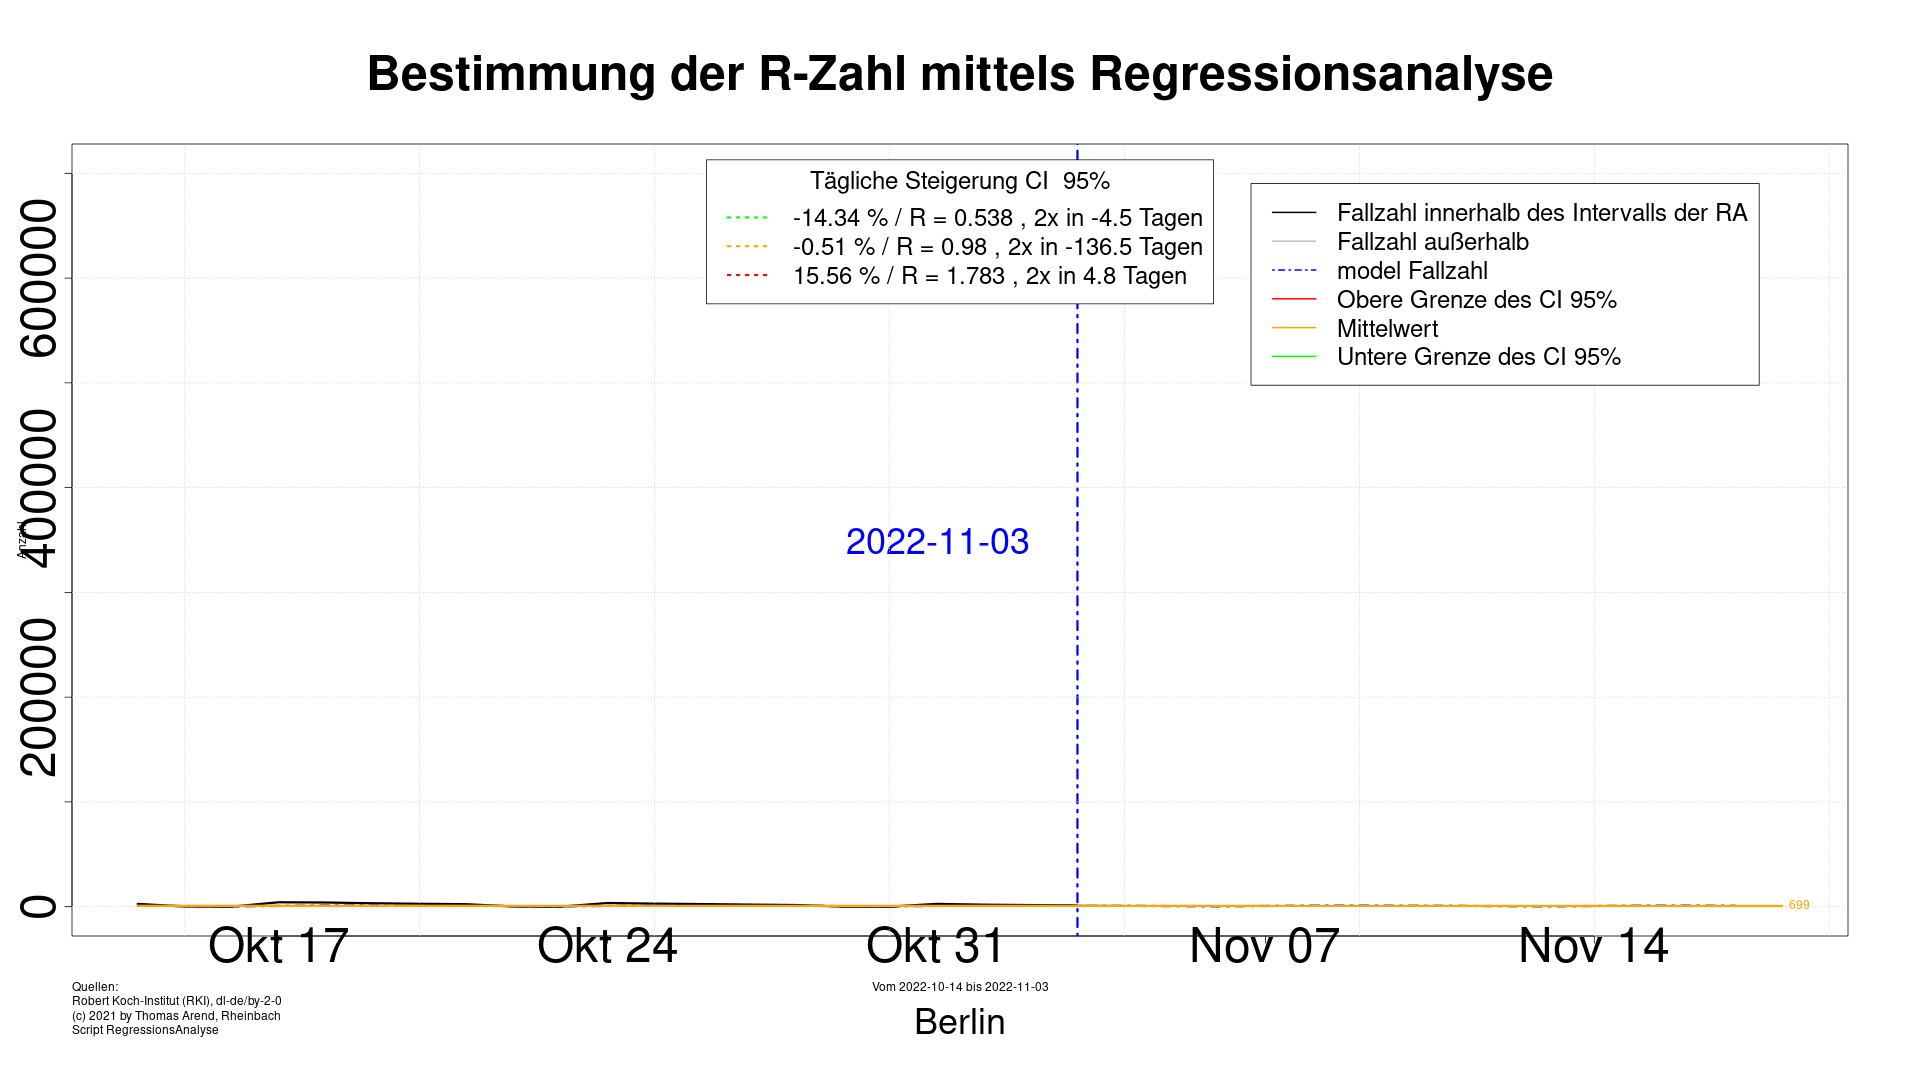 Bestimmung der R-Zahl mittels Regressionsanalyse
Tägliche Steigerung CI  95%
-14.34 % / R = 0.538 , 2x in -4.5 Tagen
-0.51 % / R = 0.98 , 2x in -136.5 Tagen
15.56 % / R = 1.783 , 2x in 4.8 Tagen
Fallzahl innerhalb des Intervalls der RA
Fallzahl außerhalb
model Fallzahl
Obere Grenze des CI 95%
Mittelwert
Untere Grenze des CI 95%
600000
400000
200000
0
Anzahl
2022-11-03
699
Okt 17
Okt 24
Okt 31
Nov 07
Nov 14
Quellen:
Robert Koch-Institut (RKI), dl-de/by-2-0
(c) 2021 by Thomas Arend, Rheinbach
Script RegressionsAnalyse
Vom 2022-10-14 bis 2022-11-03
Berlin